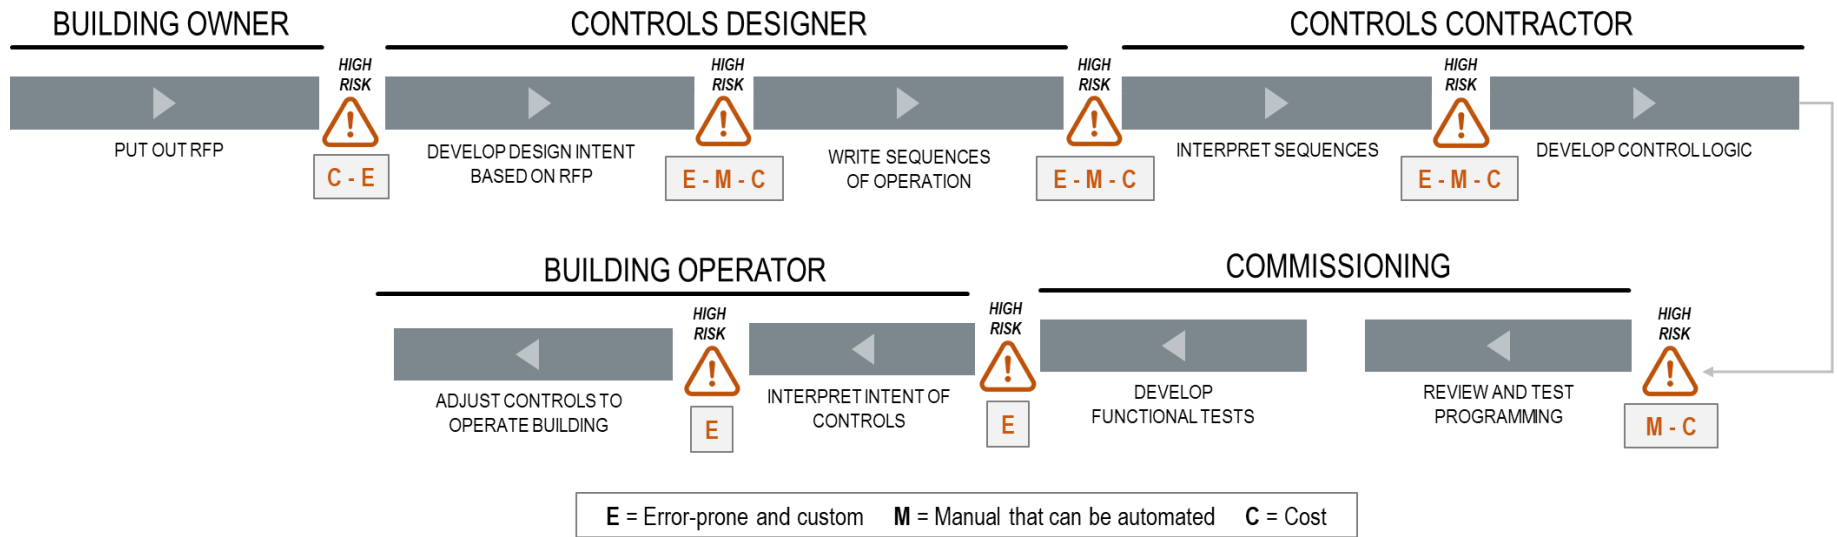 BUILDING OWNER
CONTROLS DESIGNER
CONTROLS CONTRACTOR
HIGH
RISK
HIGH
RISK
HIGH
RISK
HIGH
RISK
PUT OUT RFP
C - E
DEVELOP DESIGN INTENT
BASED ON RFP
E - M - C
WRITE SEQUENCES
OF OPERATION
E - M - C
INTERPRET SEQUENCES
E - M - C
DEVELOP CONTROL LOGIC
BUILDING OPERATOR
COMMISSIONING
HIGH
RISK
HIGH
RISK
HIGH
RISK
ADJUST CONTROLS TO
OPERATE BUILDING
E
INTERPRET INTENT OF
CONTROLS
E
DEVELOP
FUNCTIONAL TESTS
REVIEW AND TEST
PROGRAMMING
M - C
E = Error-prone and custom M = Manual that can be automated C = Cost